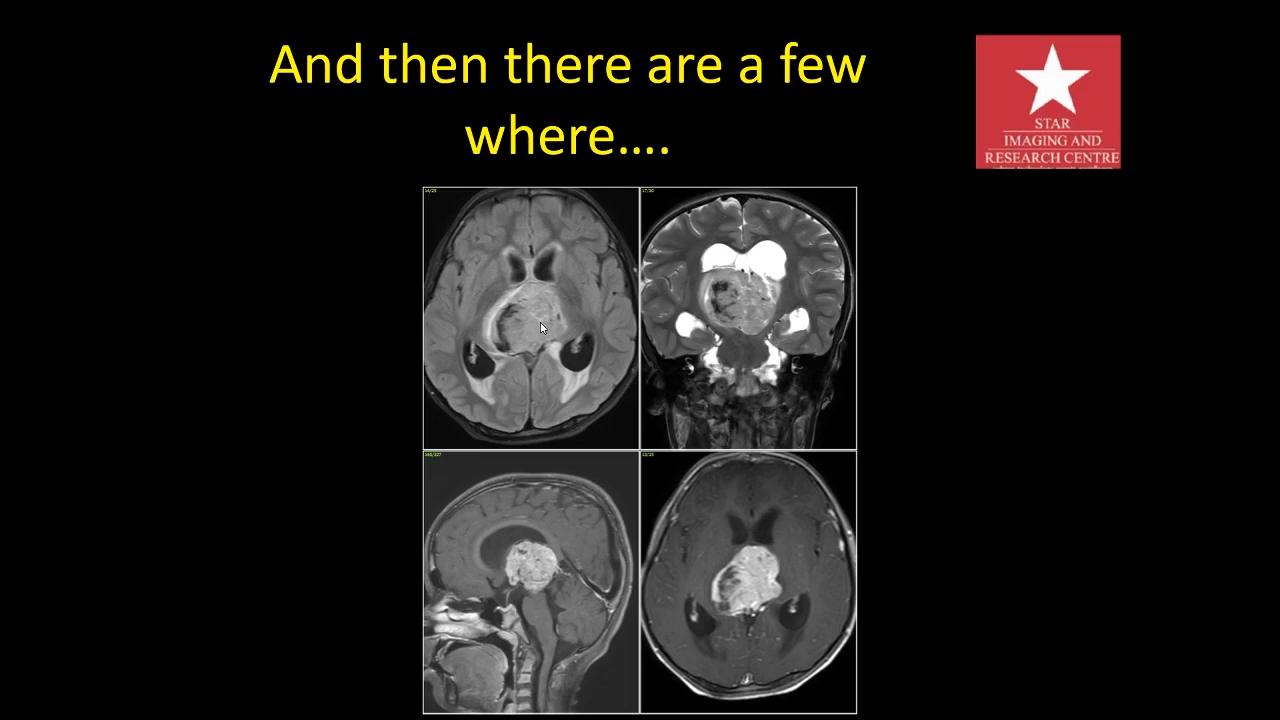 And then there are a few
where....
STAR
IMAGING AND
RESEARCH CENTRE